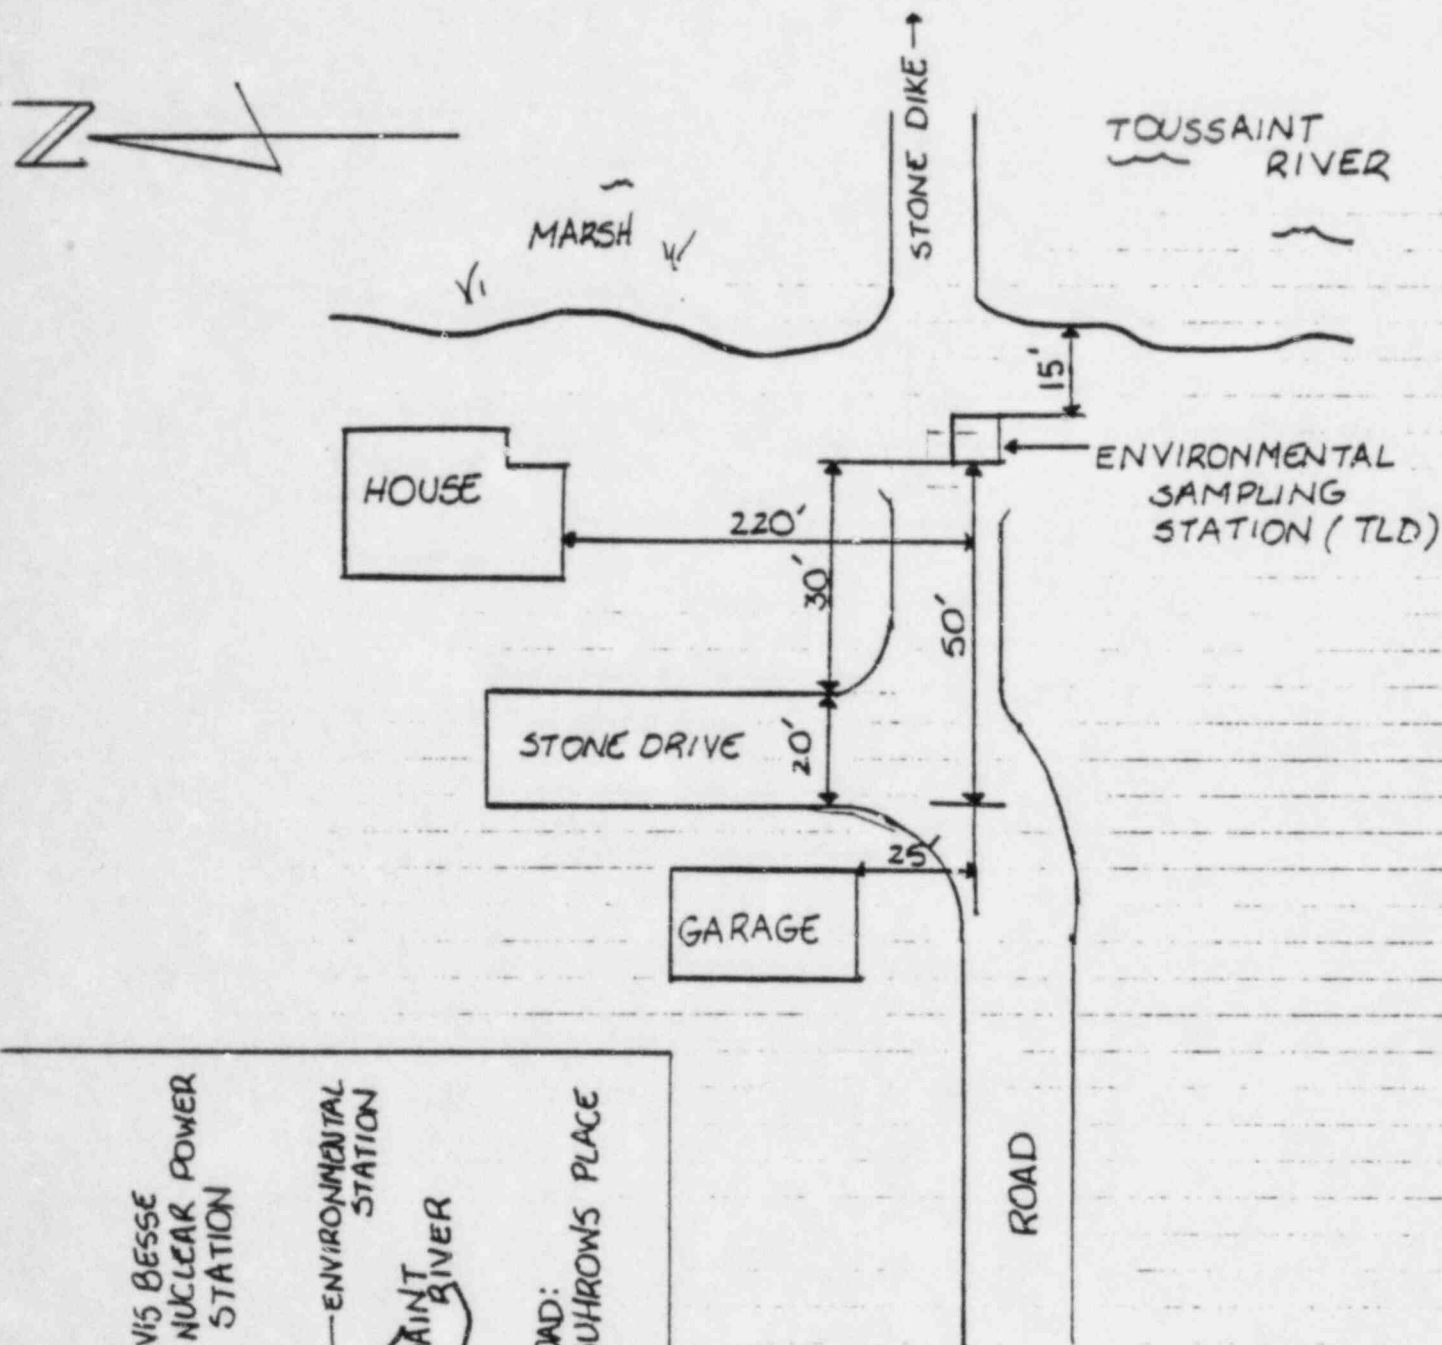 N
STONE DIKE →
TOUSSAINT
RIVER
MARSH
15'
HOUSE
ENVIRONMENTAL
SAMPLING
STATION (TLD)
220'
30'
50'
STONE DRIVE
20'
25'
GARAGE
ROAD
NUCLEAR POWER
BESSE
STATION
ENVIRONMENTAL
STATION
RIVER
PLACE